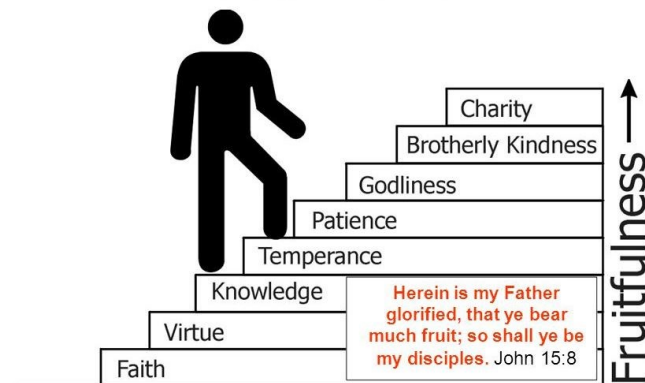 Charity
Brotherly Kindness
Godliness
Patience
Temperance
Knowledge
Virtue
Faith
Herein is my Father
glorified, that ye bear
much fruit; so shall ye be
my disciples. John 15:8
Fruitfulness